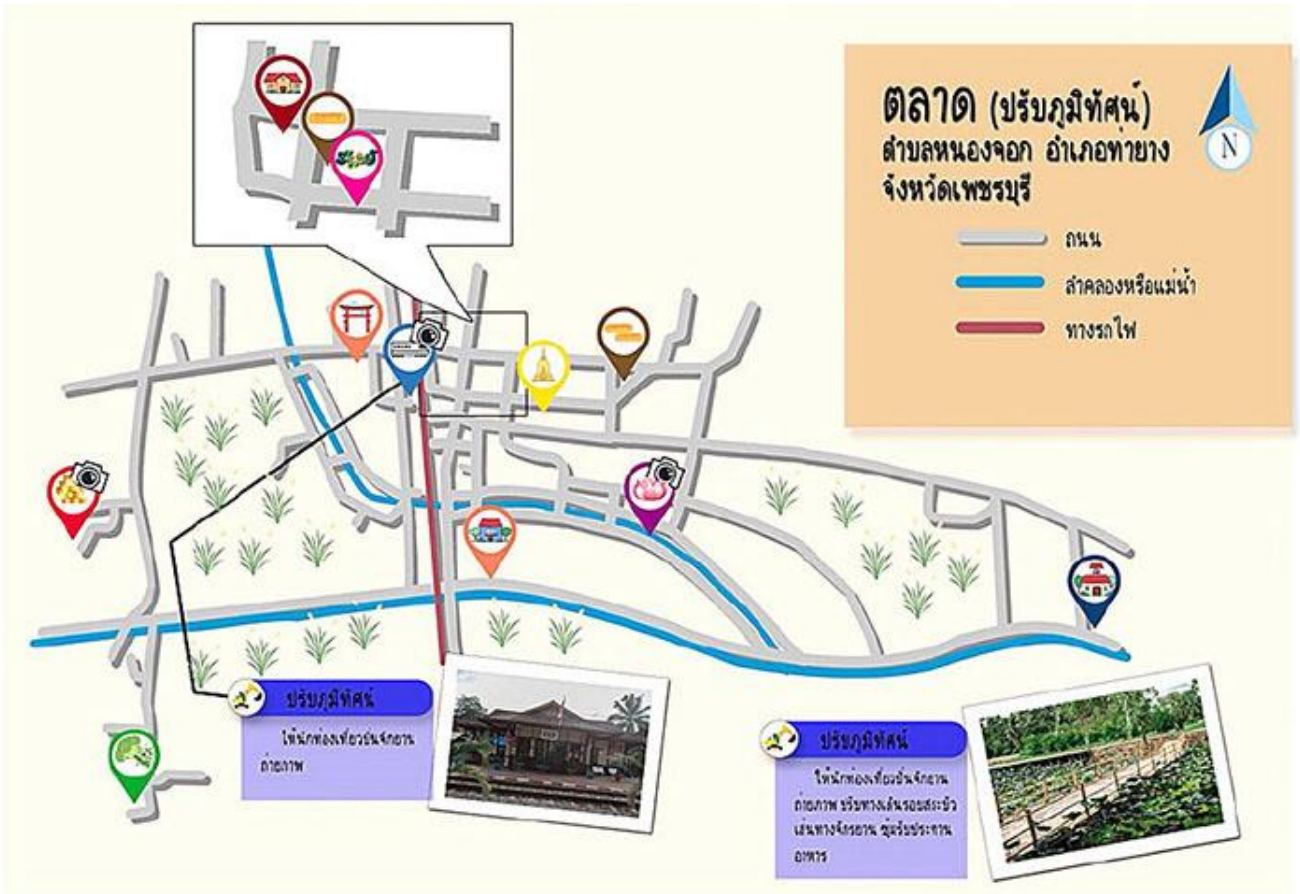 ตลาด (ปรับภูมิทัศน์)
ตำบลหนองจอก อำเภอท่ายาง
จังหวัดเพชรบุรี
N
ถนน
ลำคลองหรือแม่น้ำ
ทางรถไฟ
ปรับภูมิทัศน์
ให้นักท่องเที่ยวปั่นจักยาน
ถ่ายภาพ
ปรับภูมิทัศน์
ให้นักท่องเที่ยวปั่นจักยาน
ถ่ายภาพ ปรับทางเดินรอบสระบัว
เส้นทางจักรยาน ซุ้มรับประทาน
อาหาร